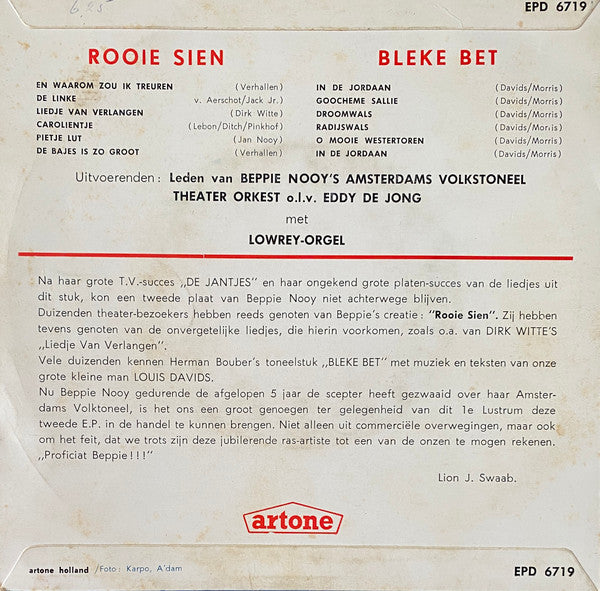 6.25
EPD 6719
ROOIE SIEN
EN WAAROM ZOU IK TREUREN (Verhallen)
DE LINKE v. Aerschot/Jack Jr.)
LIEDJE VAN VERLANGEN (Dirk Witte)
CAROLIENTJE (Lebon/Ditch/Pinkhof)
PIETJE LUT (Jan Nooy)
DE BAJES IS ZO GROOT (Verhallen)
BLEKE BET
IN DE JORDAAN (Davids/Morris)
GOOCHEME SALLIE (Davids/Morris)
DROOMWALS (Davids/Morris)
RADIJSWALS (Davids/Morris)
O MOOIE WESTERTOREN (Davids/Morris)
IN DE JORDAAN (Davids/Morris)
Uitvoerenden: Leden van BEPPIE NOOY'S AMSTERDAMS VOLKSTONEEL
THEATER ORKEST o.l.v. EDDY DE JONG
met
LOWREY-ORGEL
Na haar grote T.V.-succes „DE JANTJES" en haar ongekend grote platen-succes van de liedjes uit
dit stuk, kon een tweede plaat van Beppie Nooy niet achterwege blijven.
Duizenden theater-bezoekers hebben reeds genoten van Beppie's creatie: "Rooie Sien". Zij hebben
tevens genoten van de onvergetelijke liedjes, die hierin voorkomen, zoals o.a. van DIRK WITTE'S
„Liedje Van Verlangen".
Vele duizenden kennen Herman Bouber's toneelstuk „BLEKE BET" met muziek en teksten van onze
grote kleine man LOUIS DAVIDS.
Nu Beppie Nooy gedurende de afgelopen 5 jaar de scepter heeft gezwaaid over haar Amster-
dams Volktoneel, is het ons een groot genoegen ter gelegenheid van dit 1e Lustrum deze
tweede E.P. in de handel te kunnen brengen. Niet alleen uit commerciële overwegingen, maar ook
om het feit, dat we trots zijn deze jubilerende ras-artiste tot een van de onzen te mogen rekenen.
„Proficiat Beppie!!!"
Lion J. Swaab.
artone
artone holland /Foto: Karpo, A'dam
EPD 6719